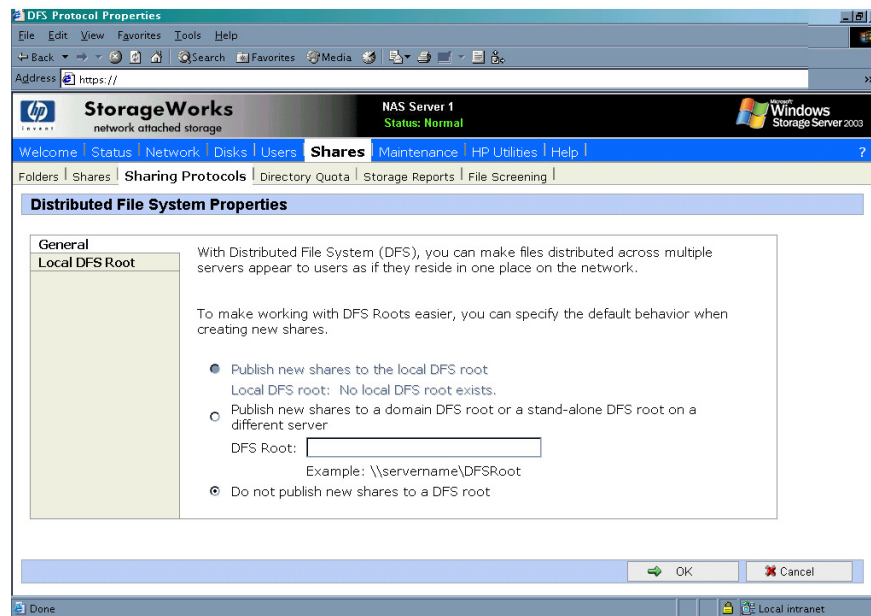 DFS Protocol Properties
File Edit View Favorites Tools Help
Back Search Favorites Media
Address https://
hp
invent
StorageWorks
network attached storage
NAS Server 1
Status: Normal
Microsoft
Windows
Storage Server 2003
Welcome | Status | Network | Disks | Users | Shares | Maintenance | HP Utilities | Help | ?
Folders | Shares | Sharing Protocols | Directory Quota | Storage Reports | File Screening |
Distributed File System Properties
General
Local DFS Root
With Distributed File System (DFS), you can make files distributed across multiple
servers appear to users as if they reside in one place on the network.
To make working with DFS Roots easier, you can specify the default behavior when
creating new shares.
Publish new shares to the local DFS root
Local DFS root: No local DFS root exists.
Publish new shares to a domain DFS root or a stand-alone DFS root on a
different server
DFS Root:
Example: \\servername\DFSRoot
Do not publish new shares to a DFS root
OK Cancel
Done Local intranet